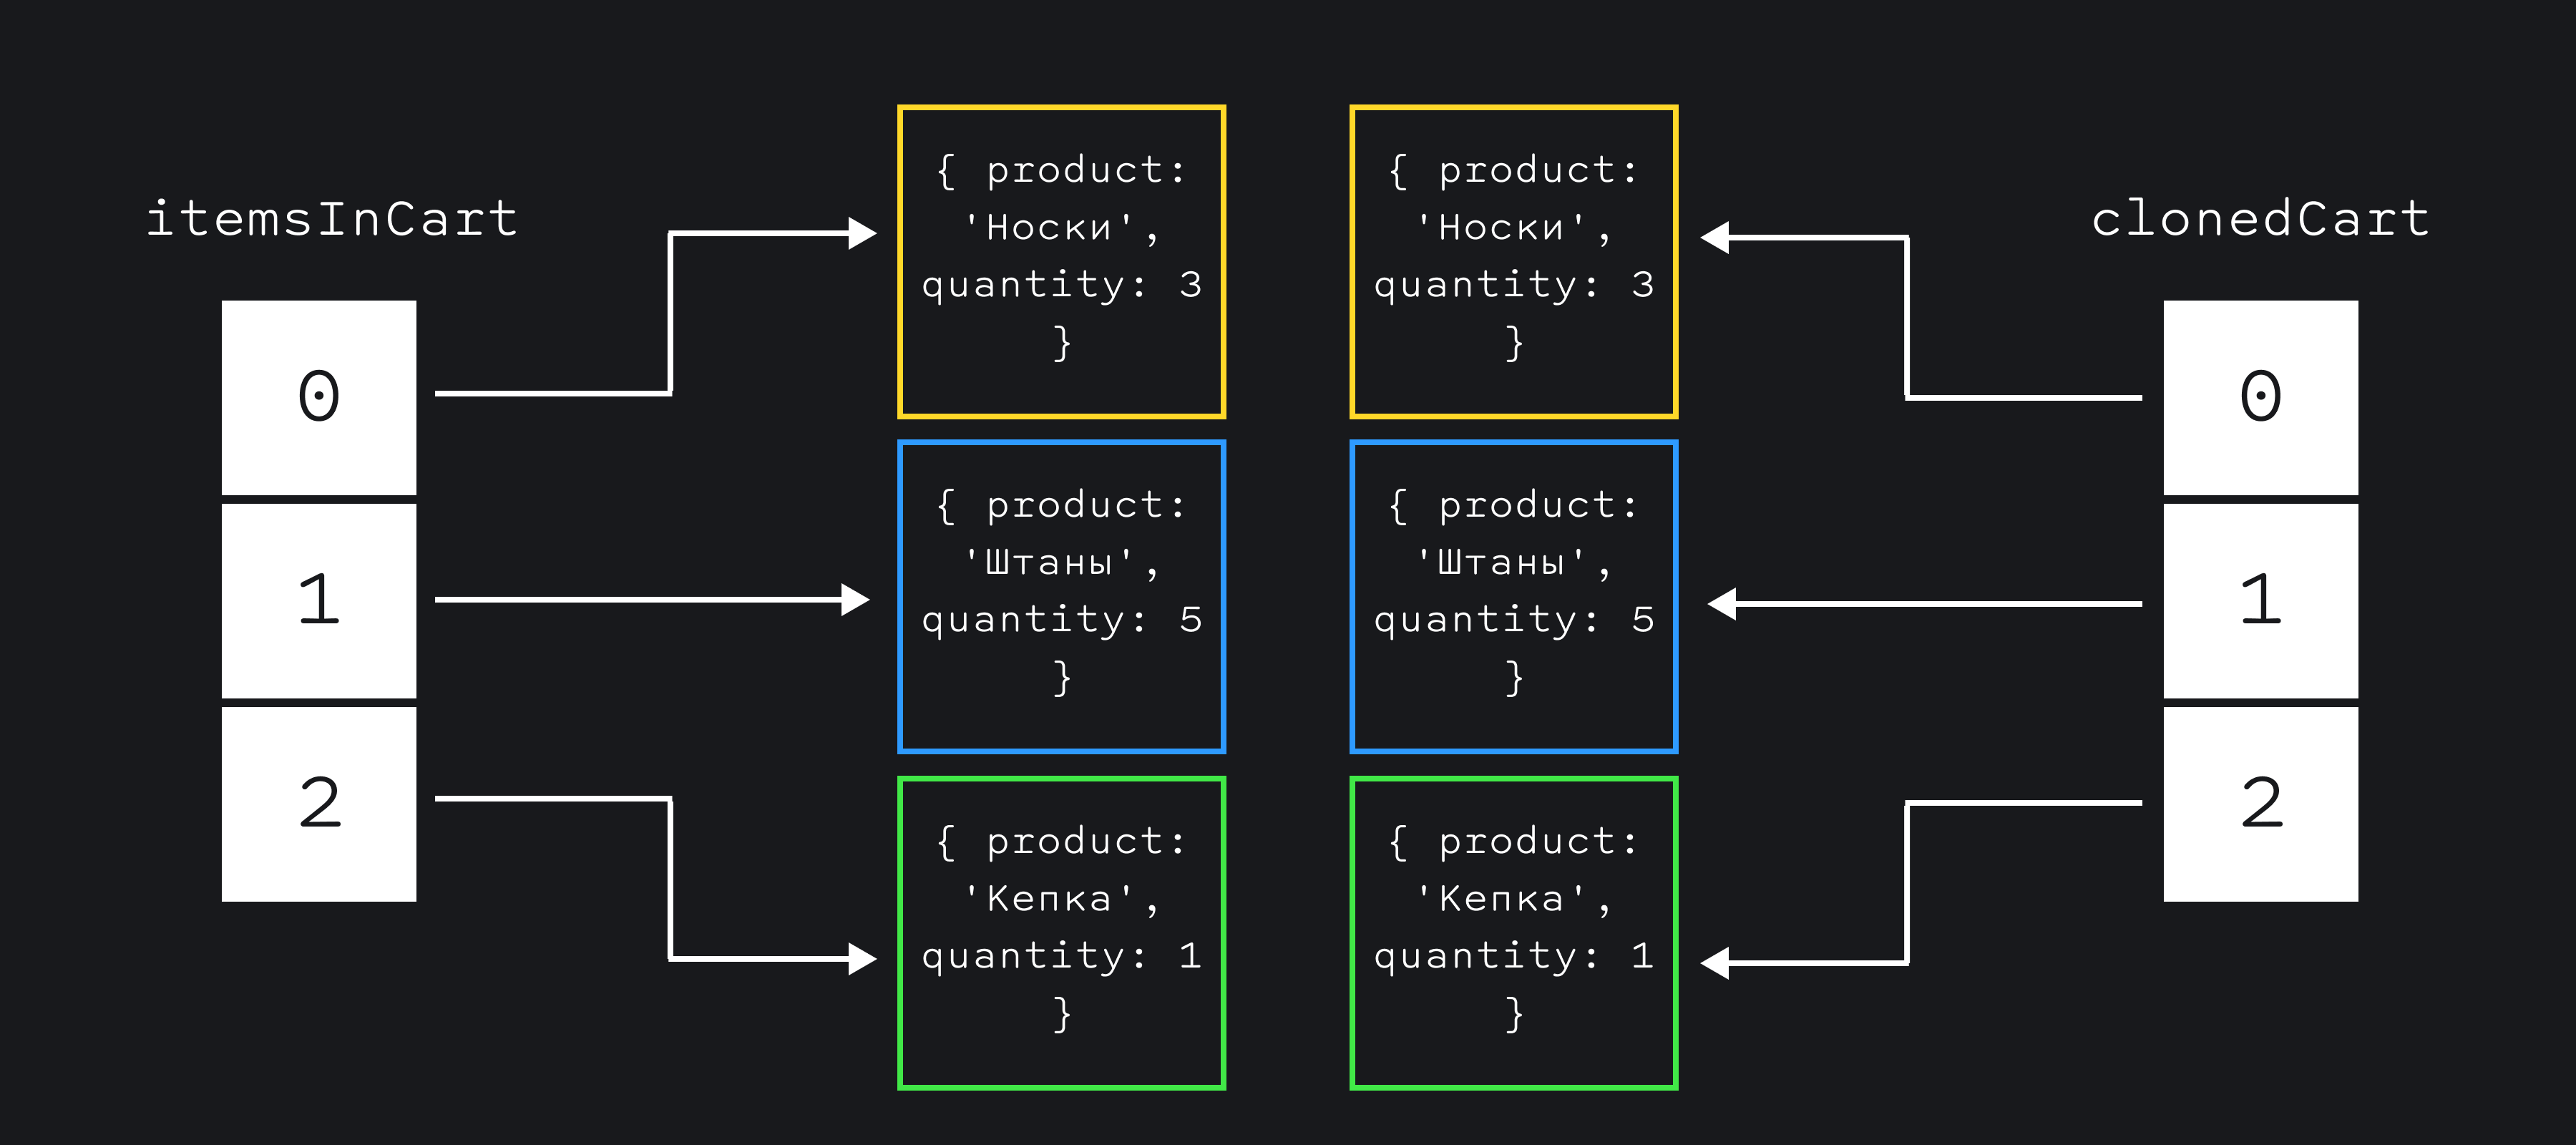 itemsInCart
0
1
2
{ product:
'Носки',
quantity: 3
}
{ product:
'Штаны',
quantity: 5
}
{ product:
'Кепка',
quantity: 1
}
{ product:
'Носки',
quantity: 3
}
{ product:
'Штаны',
quantity: 5
}
{ product:
'Кепка',
quantity: 1
}
clonedCart
0
1
2